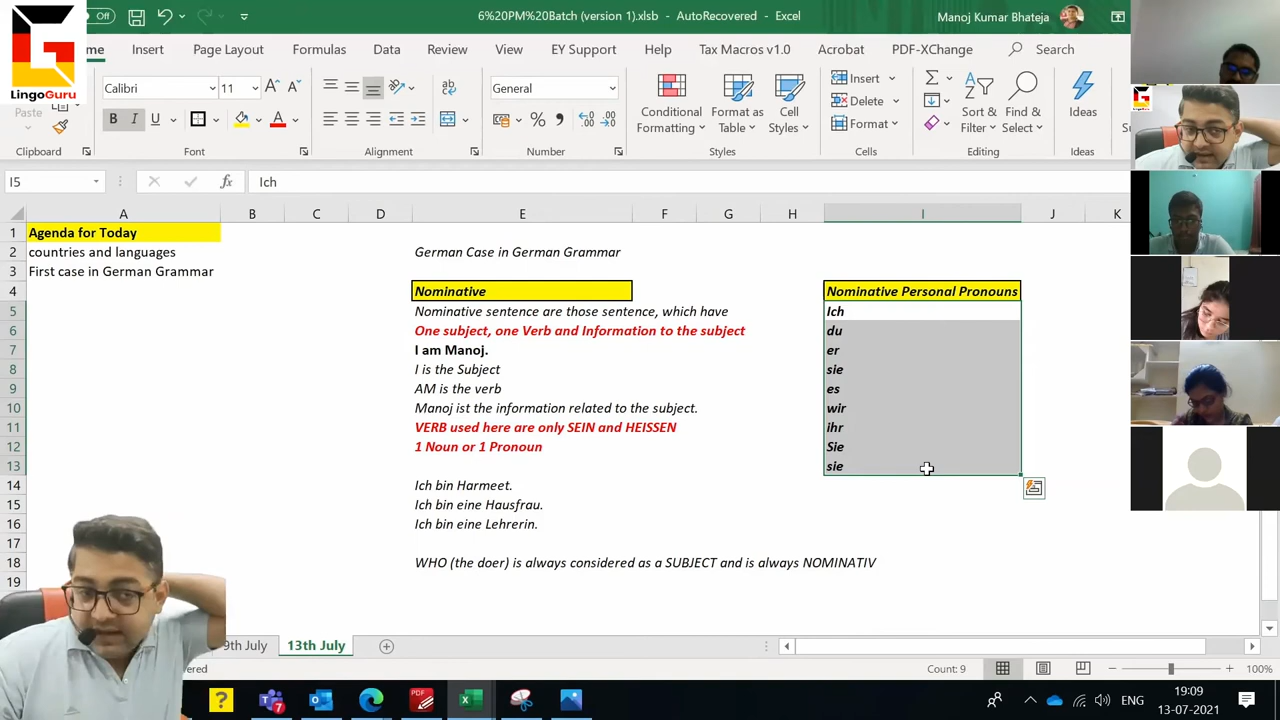 Off
6%20PM%20Batch (version 1).xlsb - AutoRecovered - Excel
Manoj Kumar Bhateja
LingoGuru
me Insert Page Layout Formulas Data Review View EY Support Help Tax Macros v1.0 Acrobat PDF-XChange Search
Paste
Calibri 11 General
B I U A
Conditional Formatting
Format as Table
Cell Styles
Insert
Delete
Format
Sort & Filter
Find & Select
Ideas
Clipboard Font Alignment Number Styles Cells Editing Ideas
I5 fx Ich
A B C D E F G H I J K
1 Agenda for Today
2 countries and languages German Case in German Grammar
3 First case in German Grammar
4 Nominative Nominative Personal Pronouns
5 Nominative sentence are those sentence, which have Ich
6 One subject, one Verb and Information to the subject du
7 I am Manoj. er
8 I is the Subject sie
9 AM is the verb es
10 Manoj ist the information related to the subject. wir
11 VERB used here are only SEIN and HEISSEN ihr
12 1 Noun or 1 Pronoun Sie
13 sie
14 Ich bin Harmeet.
15 Ich bin eine Hausfrau.
16 Ich bin eine Lehrerin.
17
18 WHO (the doer) is always considered as a SUBJECT and is always NOMINATIV
19
9th July 13th July
Count: 9 100%
ENG
19:09
13-07-2021